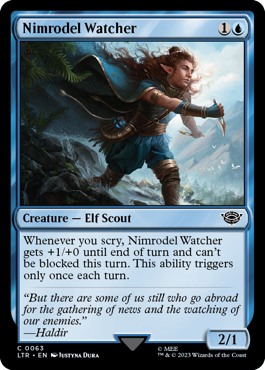 Nimrodel Watcher 1
Creature — Elf Scout
Whenever you scry, Nimrodel Watcher
gets +1/+0 until end of turn and can't
be blocked this turn. This ability triggers
only once each turn.
"But there are some of us still who go abroad
for the gathering of news and the watching of
our enemies."
—Haldir
2/1
C 0063
LTR • EN Justyna Dura
™ & © 2023 Wizards of the Coast
© MEE